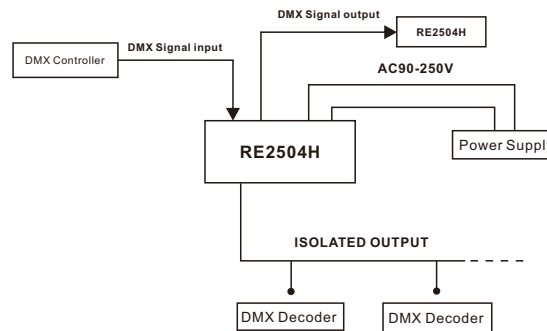 DMX Signal output
RE2504H
DMX Signal input
DMX Controller
AC90-250V
RE2504H
Power Supply
ISOLATED OUTPUT
DMX Decoder
DMX Decoder